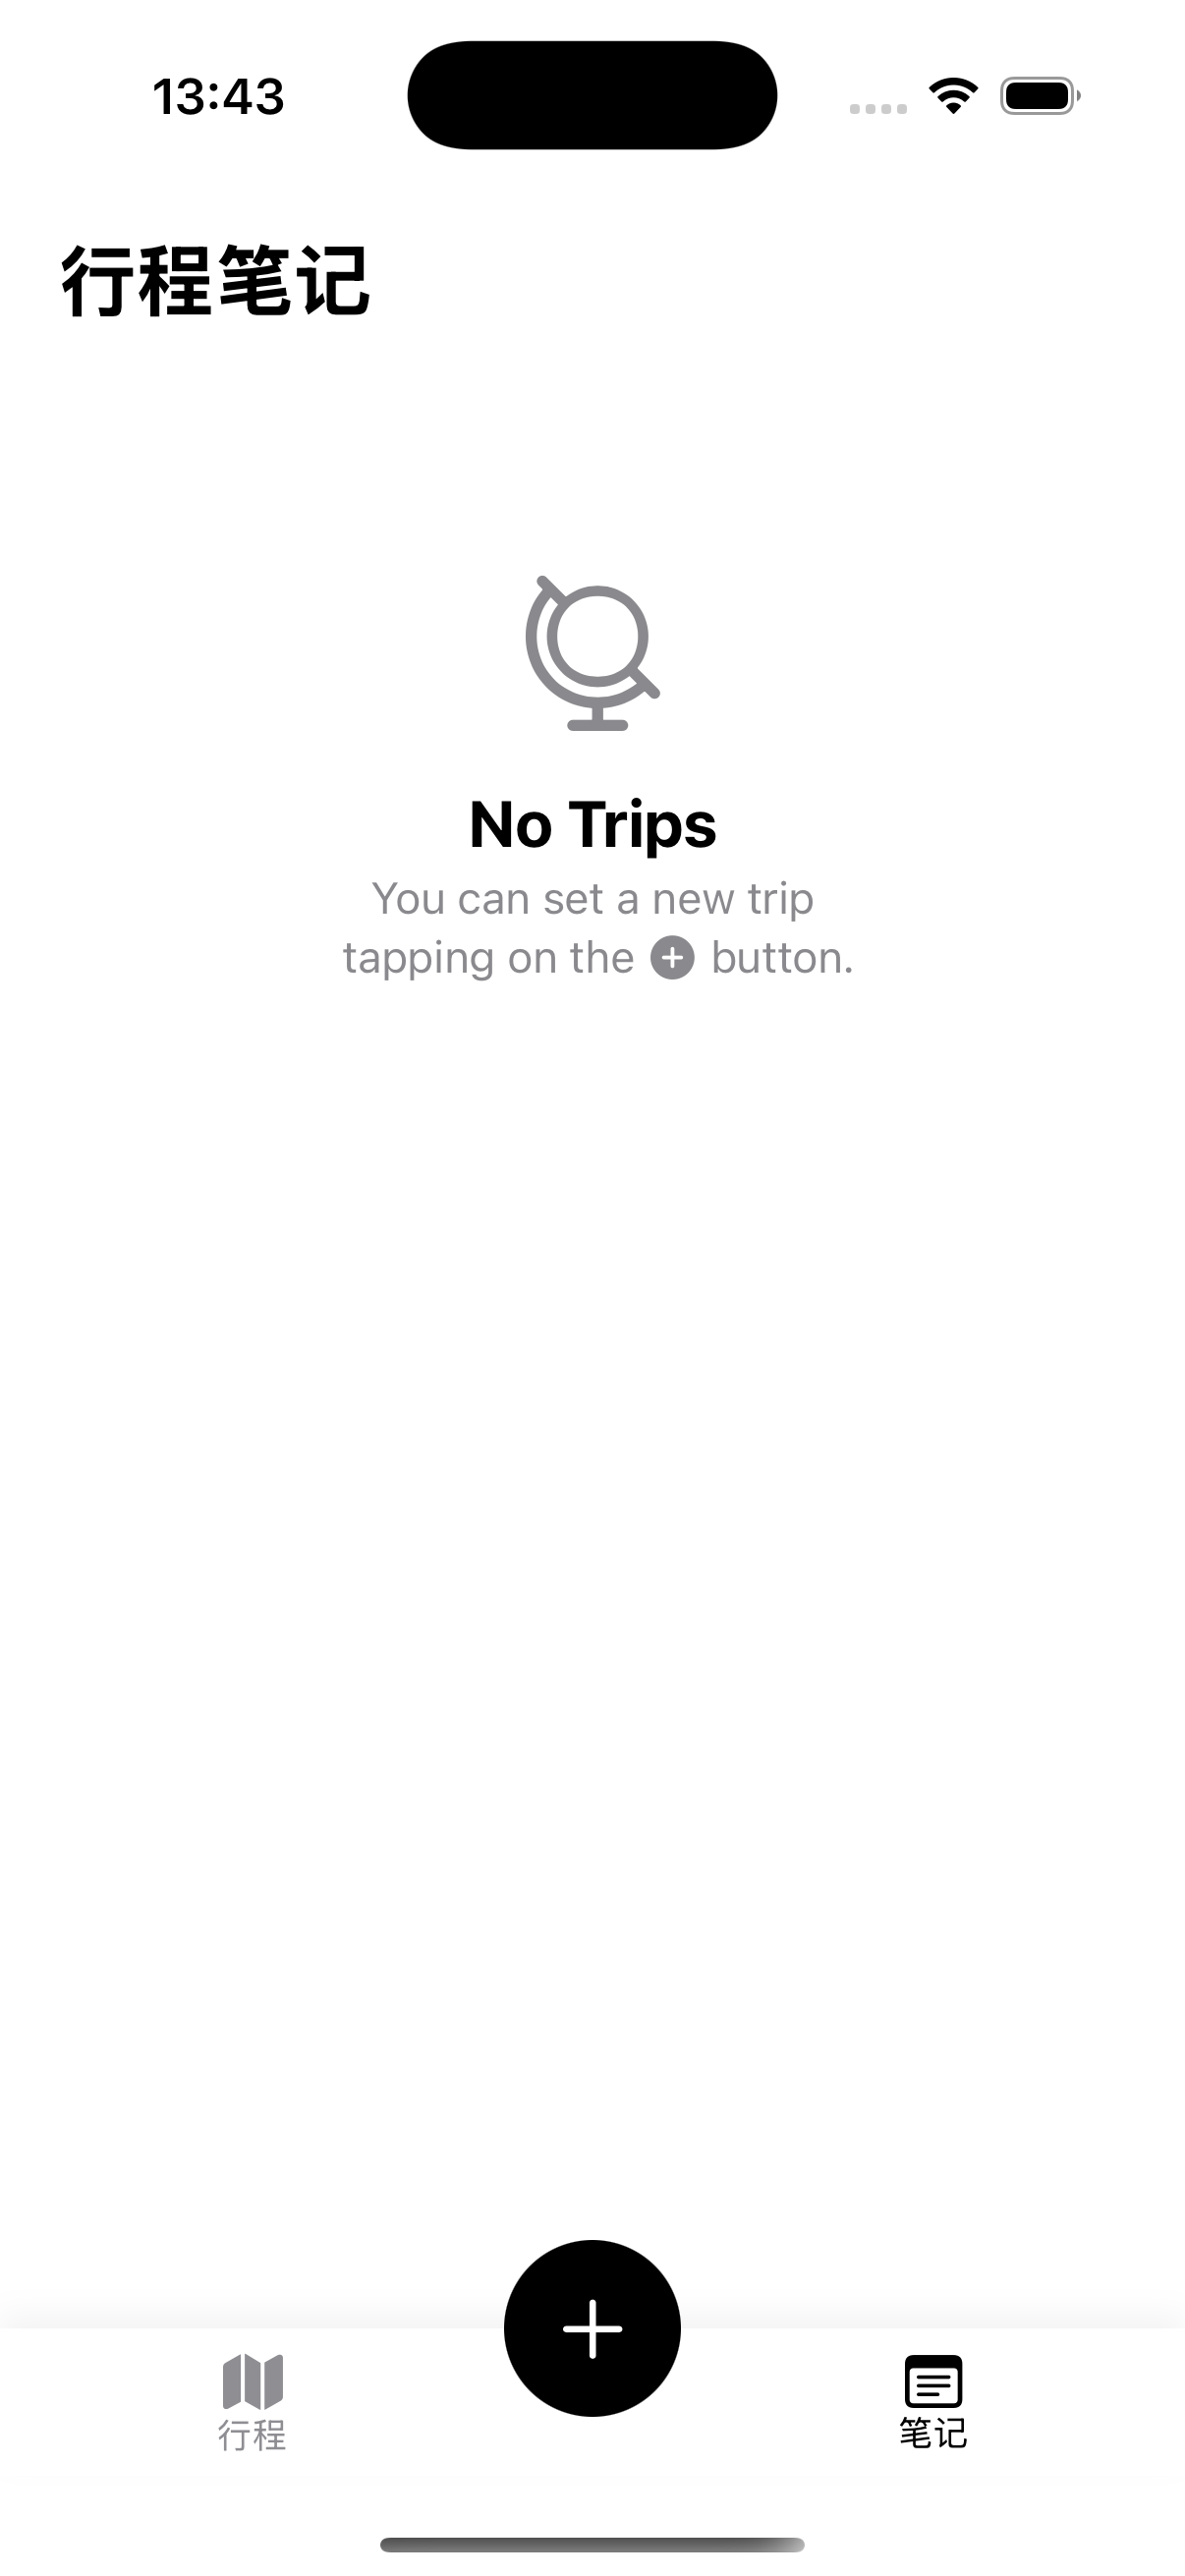 13:43
行程笔记
No Trips
You can set a new trip
tapping on the button.
行程
笔记